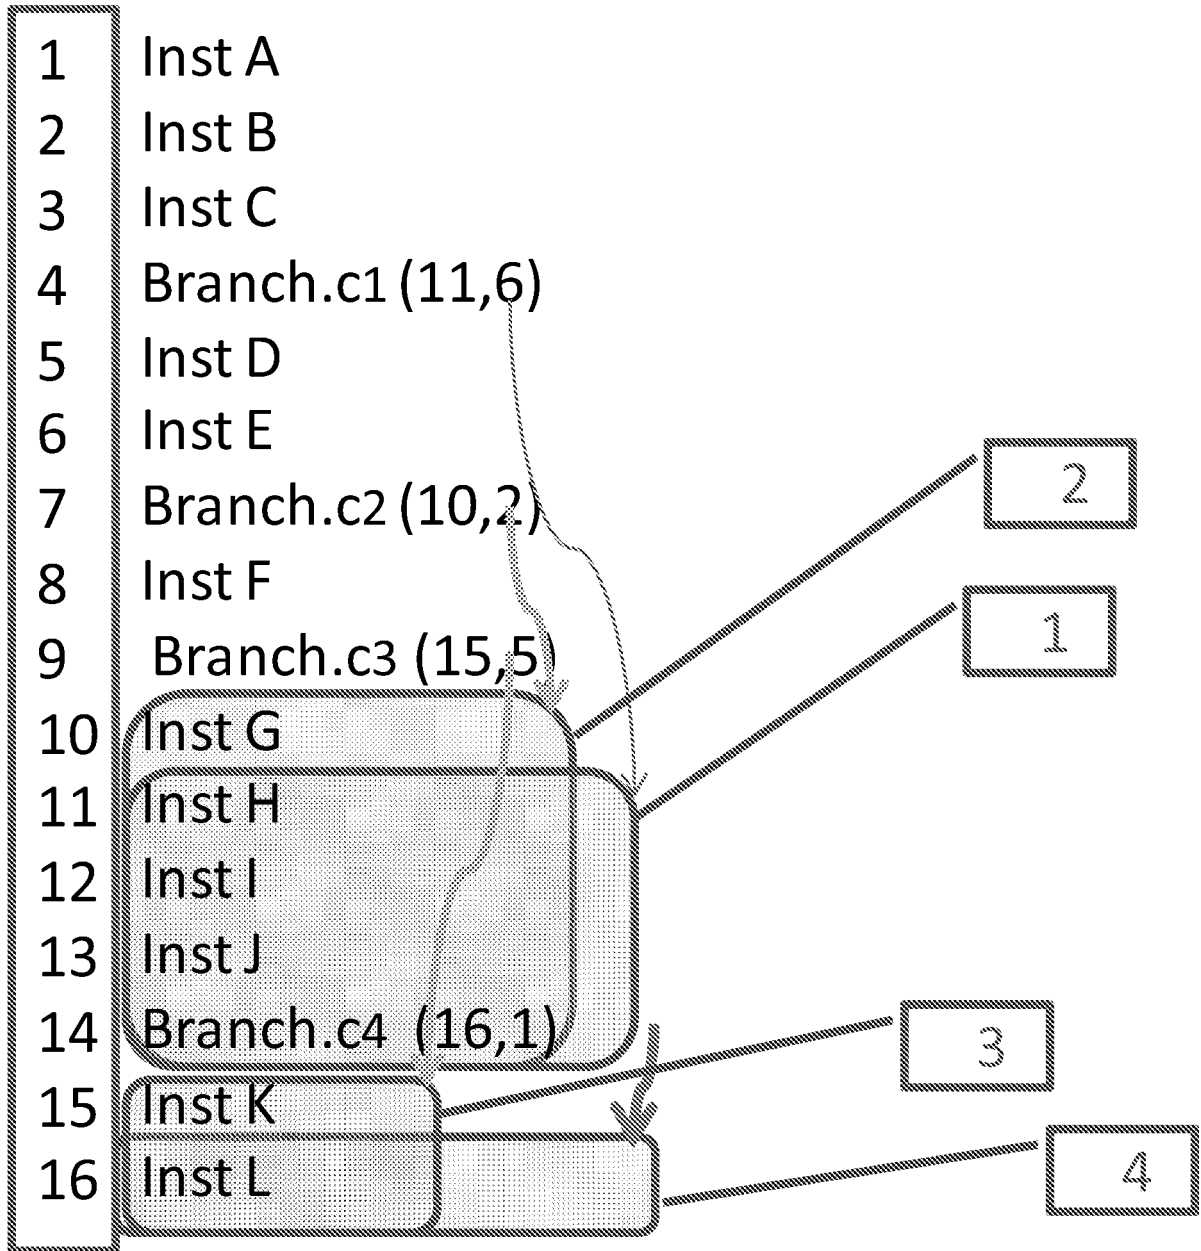 1 Inst A
2 Inst B
3 Inst C
4 Branch.c1 (11,6)
5 Inst D
6 Inst E
7 Branch.c2 (10,2)
8 Inst F
9 Branch.c3 (15,5)
10 Inst G
11 Inst H
12 Inst I
13 Inst J
14 Branch.c4 (16,1)
15 Inst K
16 Inst L
2
1
3
4